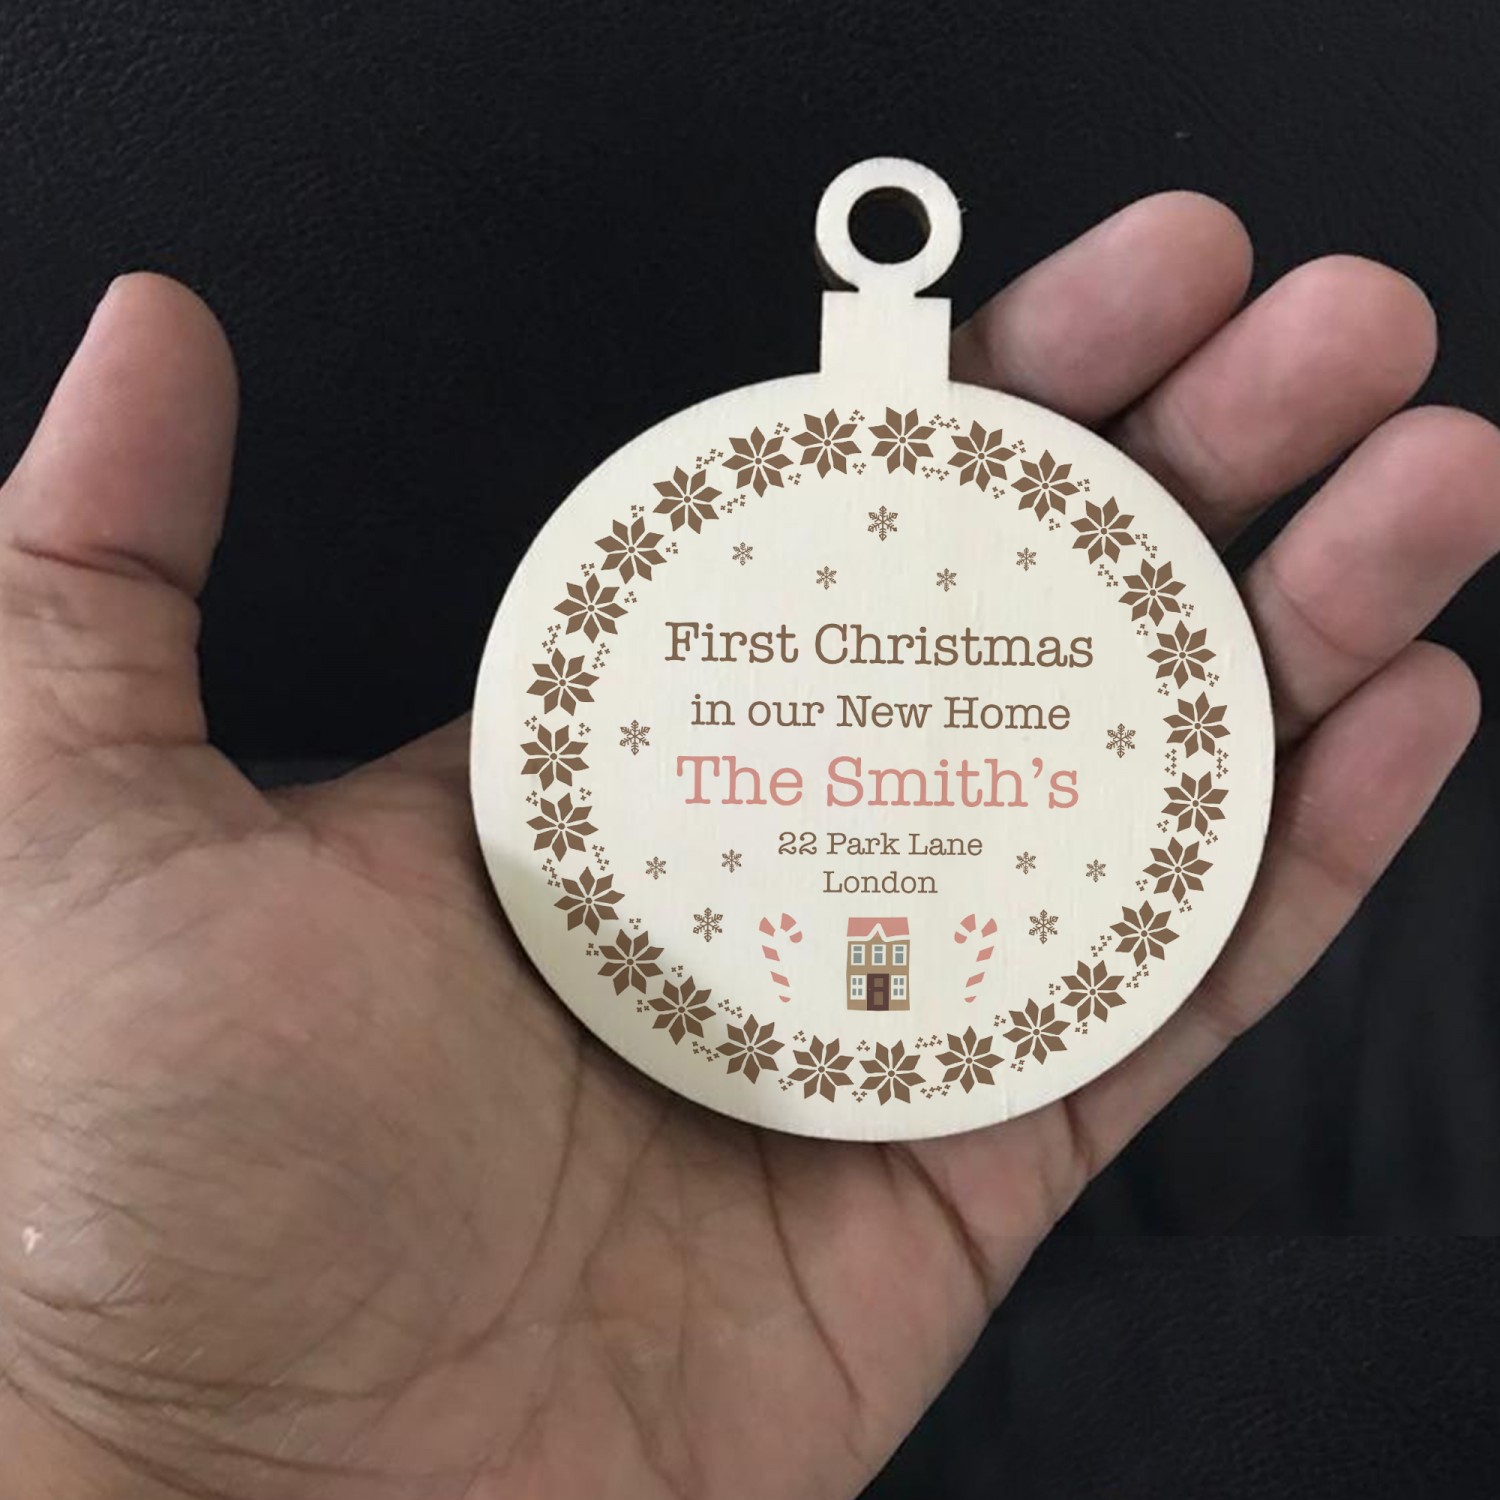 First Christmas
in our New Home
The Smith’s
22 Park Lane
London